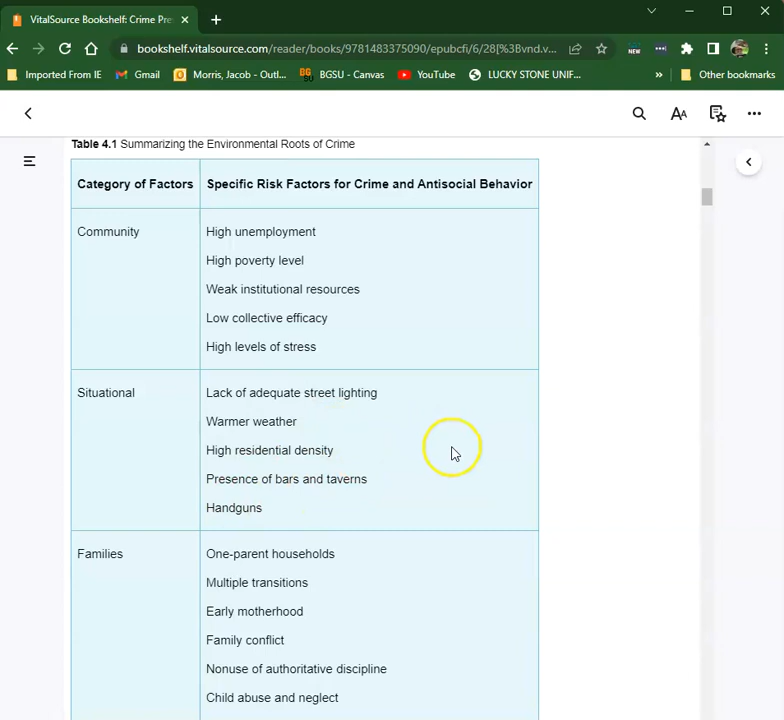 VitalSource Bookshelf: Crime Pre
bookshelf.vitalsource.com/reader/books/9781483375090/epubcfi/6/28[%3Bvnd.v...
NEW
Imported From IE
Gmail
Morris, Jacob - Outl...
BGSU - Canvas
YouTube
LUCKY STONE UNIF...
»
Other bookmarks
AA
Table 4.1 Summarizing the Environmental Roots of Crime
Category of Factors
Specific Risk Factors for Crime and Antisocial Behavior
Community
High unemployment
High poverty level
Weak institutional resources
Low collective efficacy
High levels of stress
Situational
Lack of adequate street lighting
Warmer weather
High residential density
Presence of bars and taverns
Handguns
Families
One-parent households
Multiple transitions
Early motherhood
Family conflict
Nonuse of authoritative discipline
Child abuse and neglect